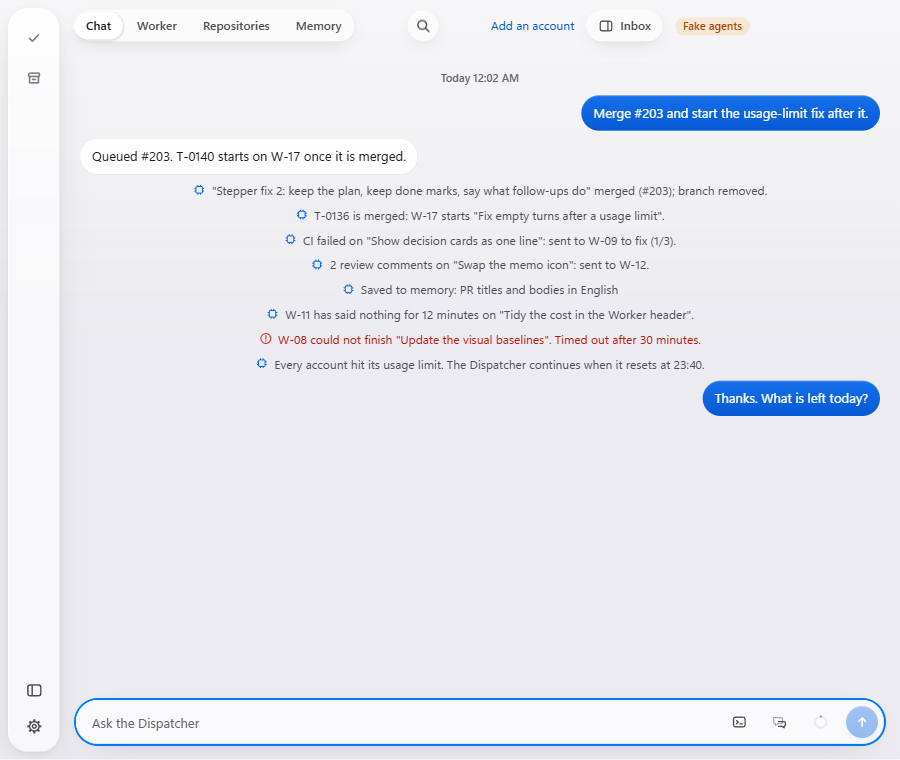 Chat
Worker
Repositories
Memory
Add an account
Inbox
Fake agents
Today 12:02 AM
Merge #203 and start the usage-limit fix after it.
Queued #203. T-0140 starts on W-17 once it is merged.
"Stepper fix 2: keep the plan, keep done marks, say what follow-ups do" merged (#203); branch removed.
T-0136 is merged: W-17 starts "Fix empty turns after a usage limit".
CI failed on "Show decision cards as one line": sent to W-09 to fix (1/3).
2 review comments on "Swap the memo icon": sent to W-12.
Saved to memory: PR titles and bodies in English
W-11 has said nothing for 12 minutes on "Tidy the cost in the Worker header".
W-08 could not finish "Update the visual baselines". Timed out after 30 minutes.
Every account hit its usage limit. The Dispatcher continues when it resets at 23:40.
Thanks. What is left today?
Ask the Dispatcher